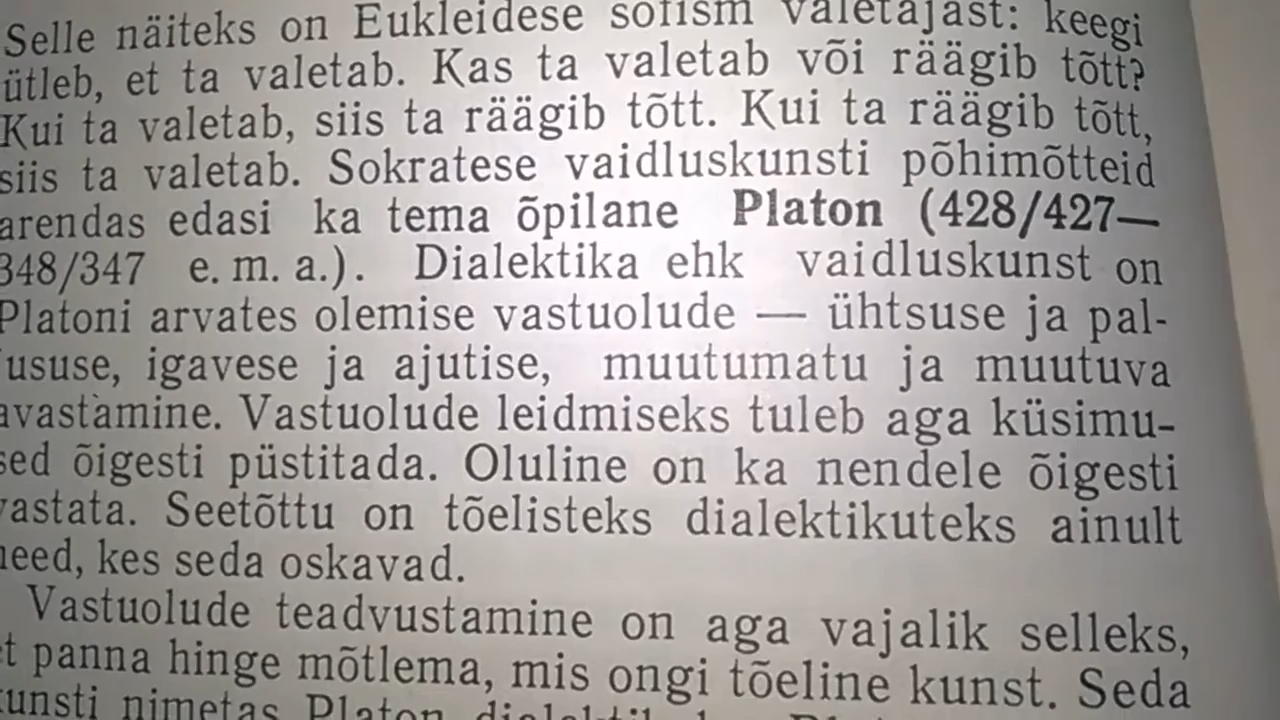 Selle näiteks on Eukleidese sofism valetajast: keegi
ütleb, et ta valetab. Kas ta valetab või räägib tõtt?
Kui ta valetab, siis ta räägib tõtt. Kui ta räägib tõtt,
siis ta valetab. Sokratese vaidluskunsti põhimõtteid
arendas edasi ka tema õpilane Platon (428/427—
348/347 e. m. a.). Dialektika ehk vaidluskunst on
Platoni arvates olemise vastuolude — ühtsuse ja pal-
jususe, igavese ja ajutise, muutumatu ja muutuva
avastamine. Vastuolude leidmiseks tuleb aga küsimu-
sed õigesti püstitada. Oluline on ka nendele õigesti
vastata. Seetõttu on tõelisteks dialektikuteks ainult
need, kes seda oskavad.
Vastuolude teadvustamine on aga vajalik selleks,
et panna hinge mõtlema, mis ongi tõeline kunst. Seda
kunsti nimetas Platon